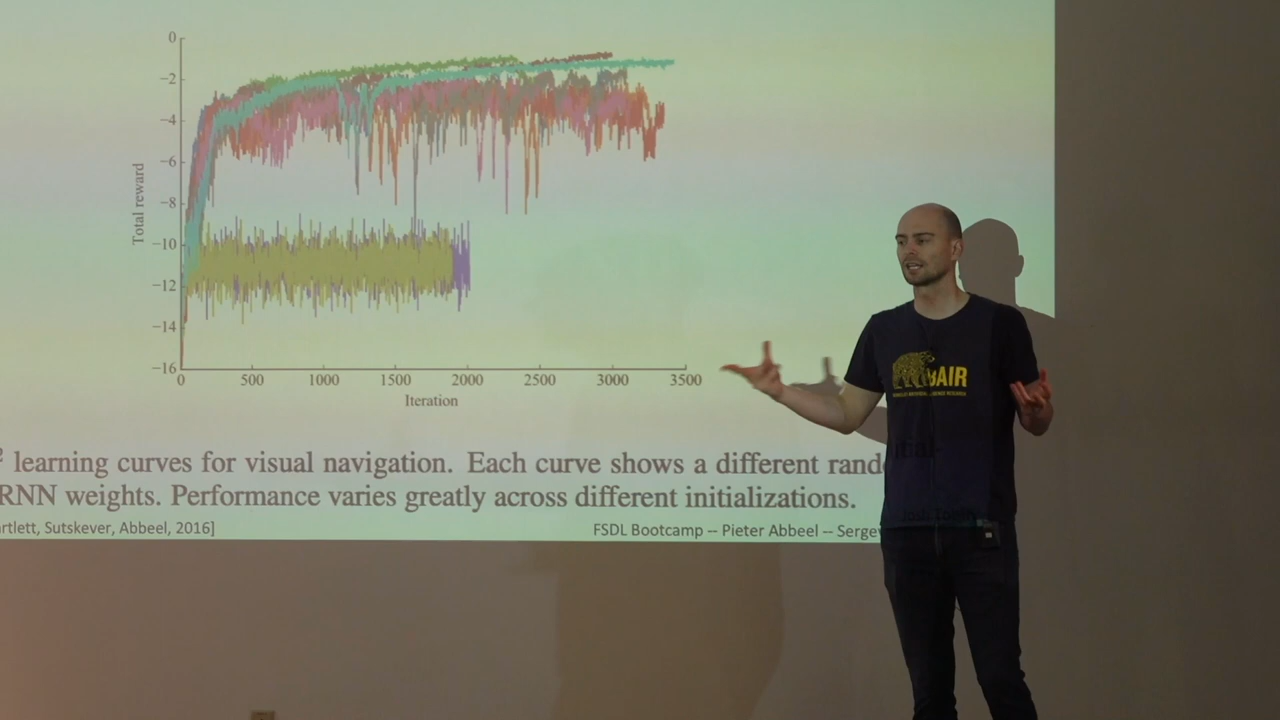 0
−2
−4
−6
−8
−10
−12
−14
−16
Total reward
0 500 1000 1500 2000 2500 3000 3500
Iteration
2 learning curves for visual navigation. Each curve shows a different rand
RNN weights. Performance varies greatly across different initializations.
artlett, Sutskever, Abbeel, 2016]
FSDL Bootcamp -- Pieter Abbeel -- Serge
BAIR